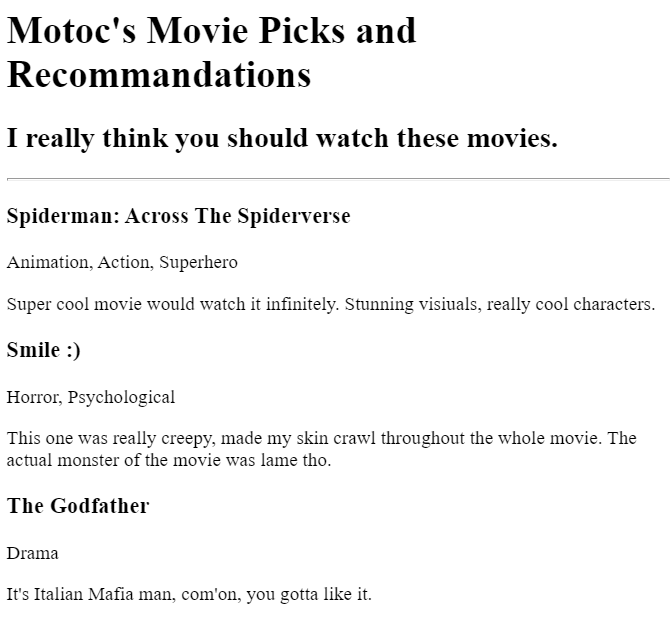 Motoc's Movie Picks and
Recommandations
I really think you should watch these movies.
Spiderman: Across The Spiderverse
Animation, Action, Superhero
Super cool movie would watch it infinitely. Stunning visiuals, really cool characters.
Smile :)
Horror, Psychological
This one was really creepy, made my skin crawl throughout the whole movie. The
actual monster of the movie was lame tho.
The Godfather
Drama
It's Italian Mafia man, com'on, you gotta like it.